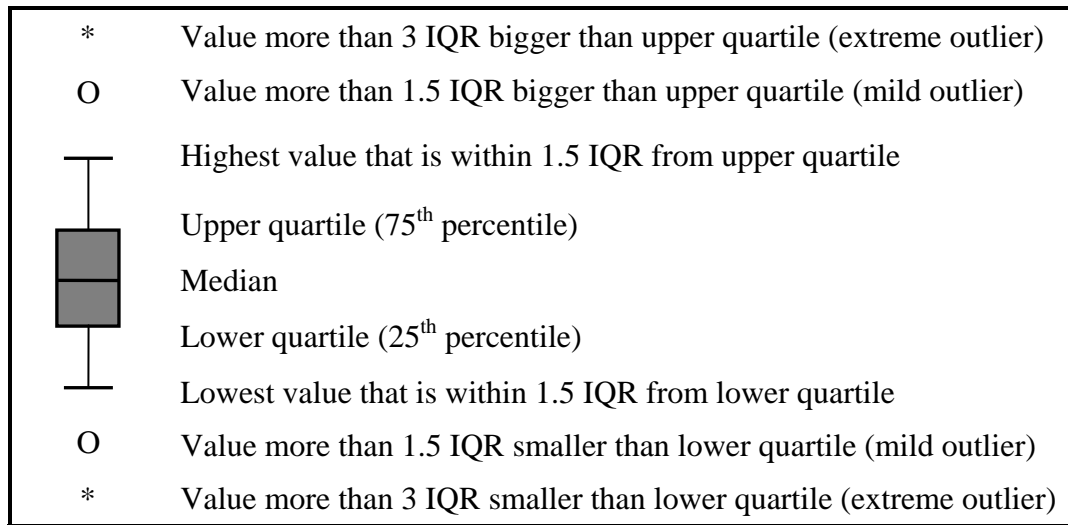 * Value more than 3 IQR bigger than upper quartile (extreme outlier)
O Value more than 1.5 IQR bigger than upper quartile (mild outlier)
Highest value that is within 1.5 IQR from upper quartile
Upper quartile (75th percentile)
Median
Lower quartile (25th percentile)
Lowest value that is within 1.5 IQR from lower quartile
O Value more than 1.5 IQR smaller than lower quartile (mild outlier)
* Value more than 3 IQR smaller than lower quartile (extreme outlier)